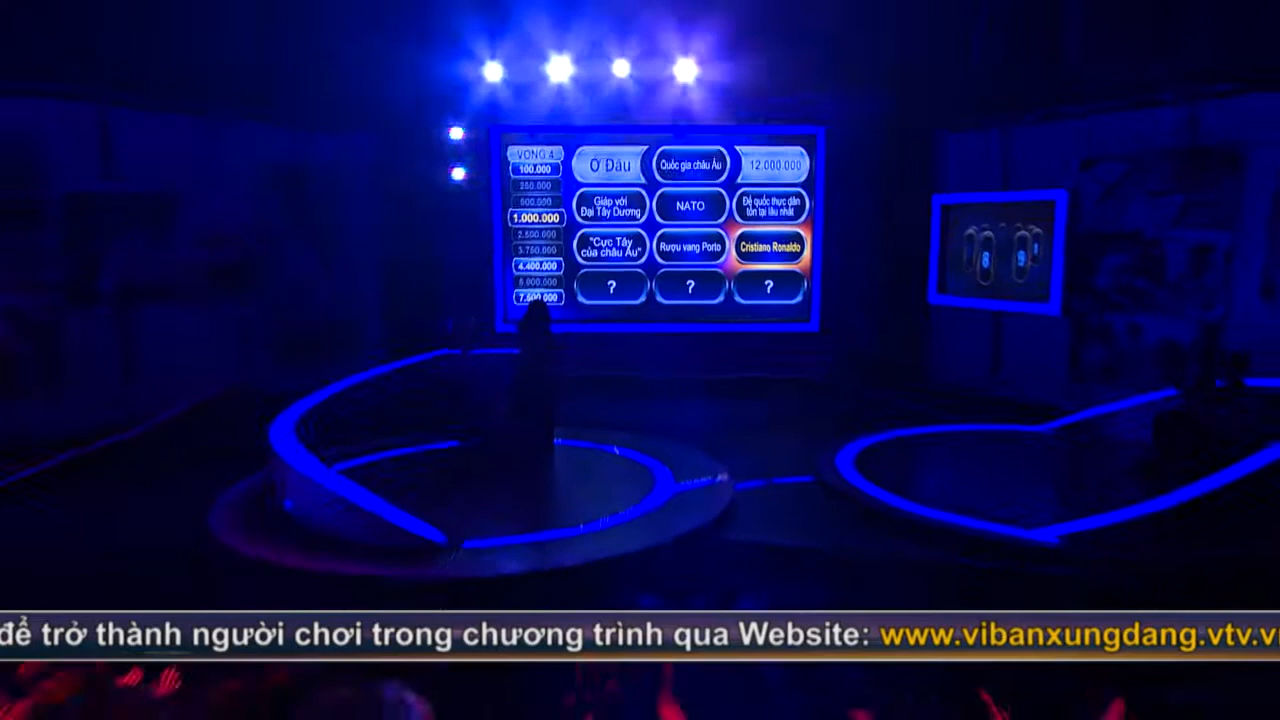 VÒNG 4
100.000
250.000
500.000
1.000.000
2.500.000
3.750.000
4.400.000
5.000.000
7.500.000
Ở Đâu
Quốc gia châu Âu
12.000.000
Giáp với
Đại Tây Dương
NATO
Đế quốc thực dân
tồn tại lâu nhất
"Cực Tây
của châu Âu"
Rượu vang Porto
Cristiano Ronaldo
?
?
?
để trở thành người chơi trong chương trình qua Website: www.vibanxungdang.vtv.v